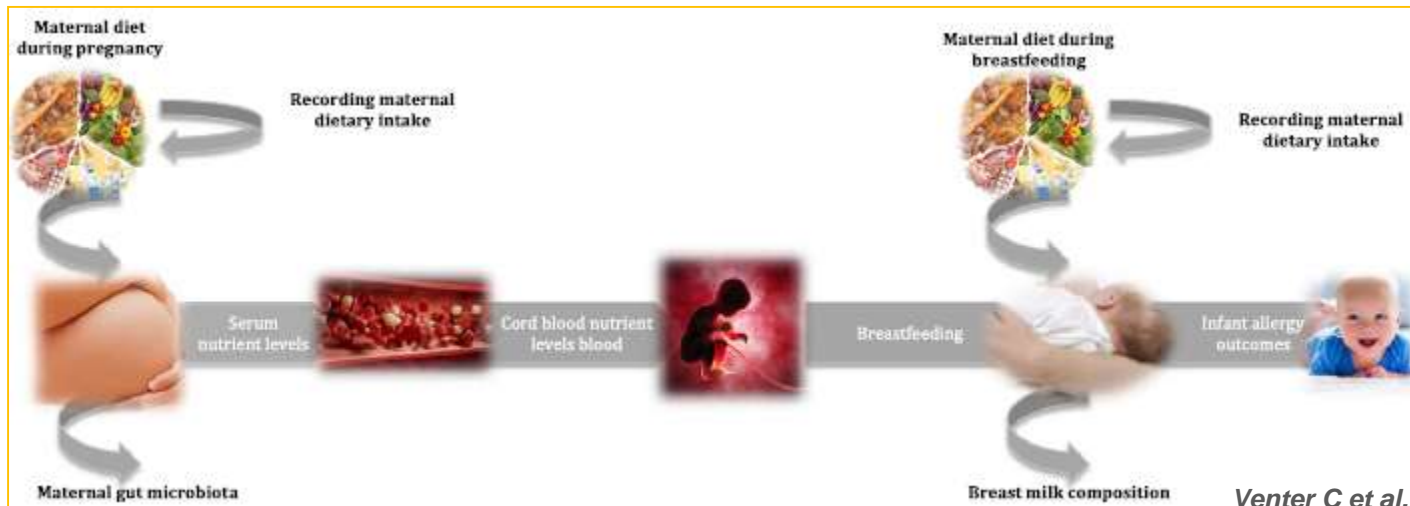 Maternal diet
during pregnancy
Recording maternal
dietary intake
Maternal diet during
breastfeeding
Recording maternal
dietary intake
Serum
nutrient levels
Cord blood nutrient
levels blood
Breastfeeding
Infant allergy
outcomes
Maternal gut microbiota
Breast milk composition
Venter C et al.